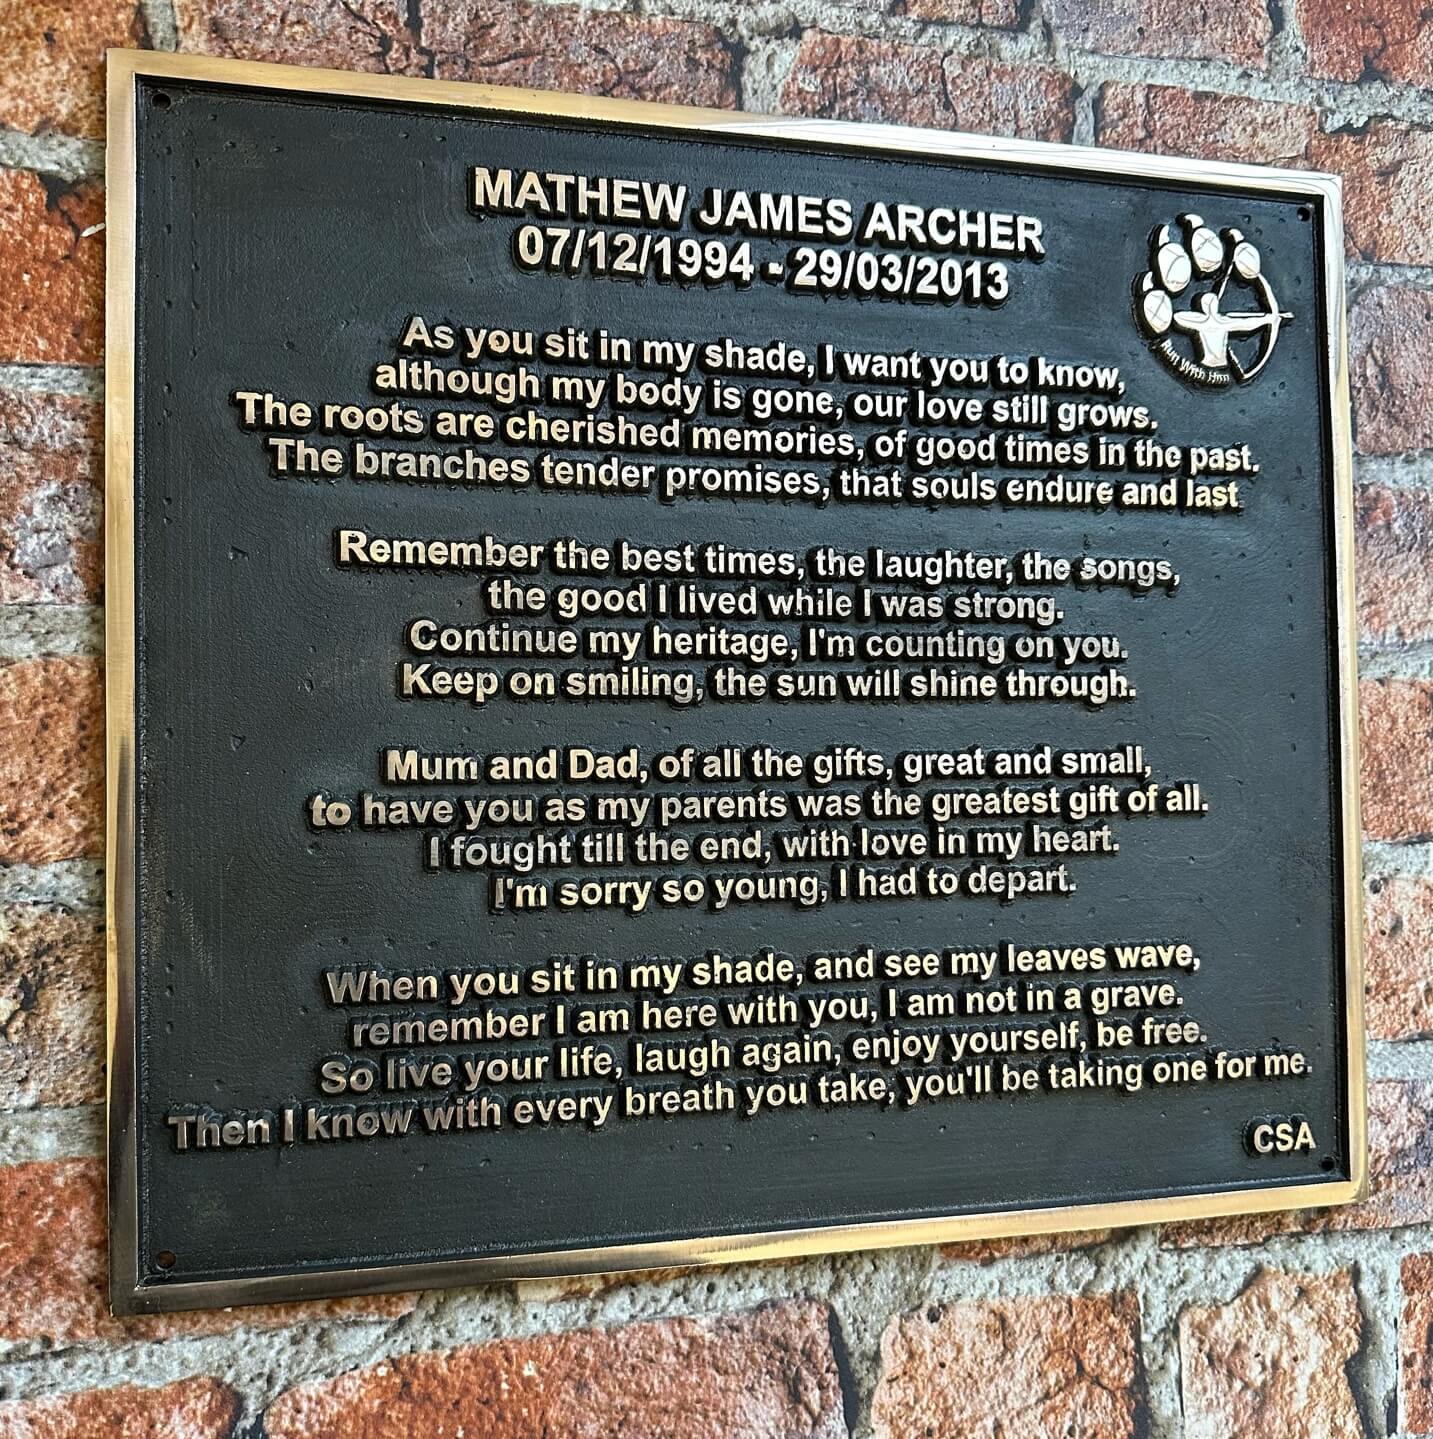 MATHEW JAMES ARCHER
07/12/1994 - 29/03/2013
Run With Him
As you sit in my shade, I want you to know,
although my body is gone, our love still grows.
The roots are cherished memories, of good times in the past.
The branches tender promises, that souls endure and last
Remember the best times, the laughter, the songs,
the good I lived while I was strong.
Continue my heritage, I'm counting on you.
Keep on smiling, the sun will shine through.
Mum and Dad, of all the gifts, great and small,
to have you as my parents was the greatest gift of all.
I fought till the end, with love in my heart.
I'm sorry so young, I had to depart.
When you sit in my shade, and see my leaves wave,
remember I am here with you, I am not in a grave.
So live your life, laugh again, enjoy yourself, be free.
Then I know with every breath you take, you'll be taking one for me.
CSA